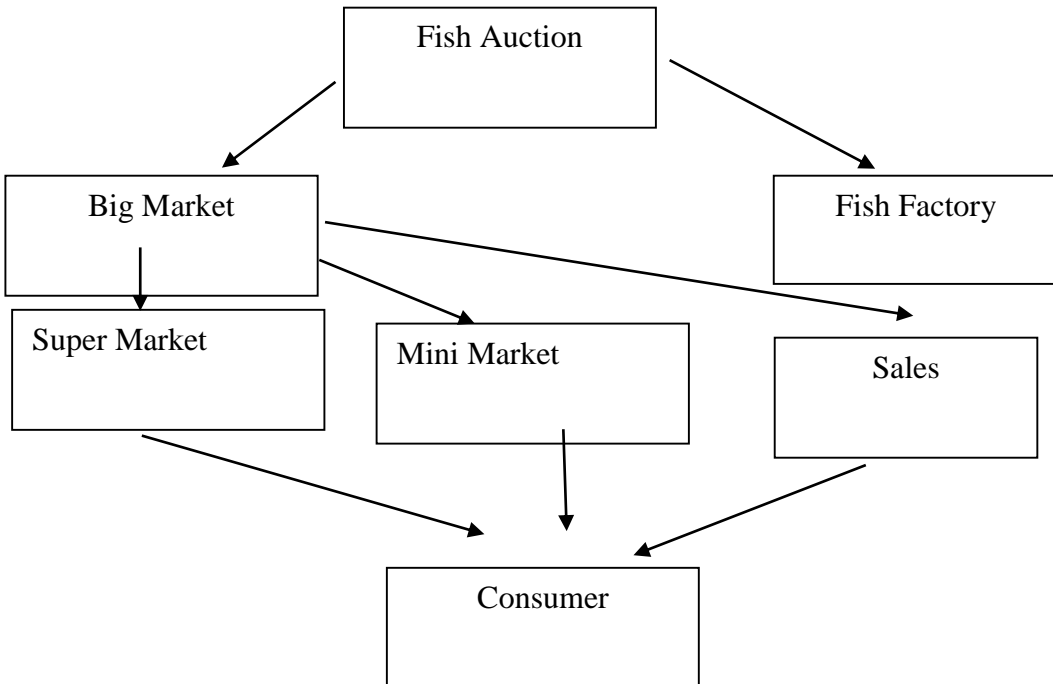 Fish Auction
Big Market
Fish Factory
Super Market
Mini Market
Sales
Consumer